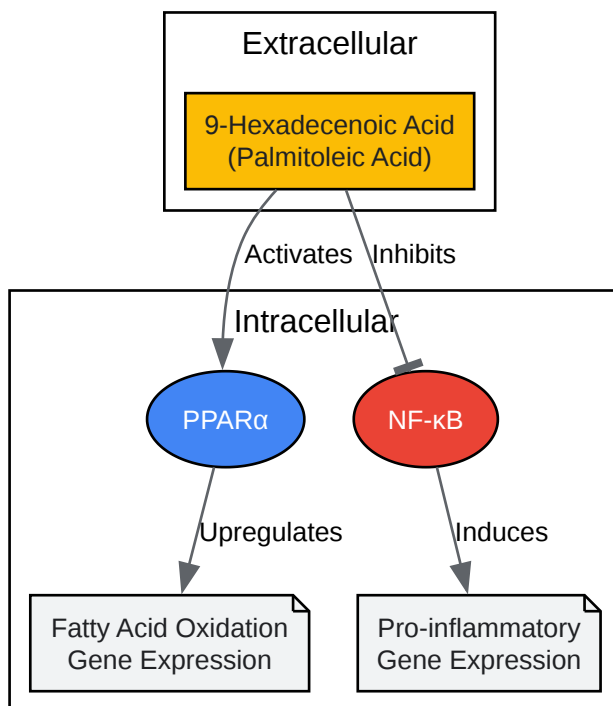 Extracellular
9-Hexadecenoic Acid
(Palmitoleic Acid)
Activates
Inhibits
Intracellular
PPARα
NF-κB
Upregulates
Induces
Fatty Acid Oxidation
Gene Expression
Pro-inflammatory
Gene Expression